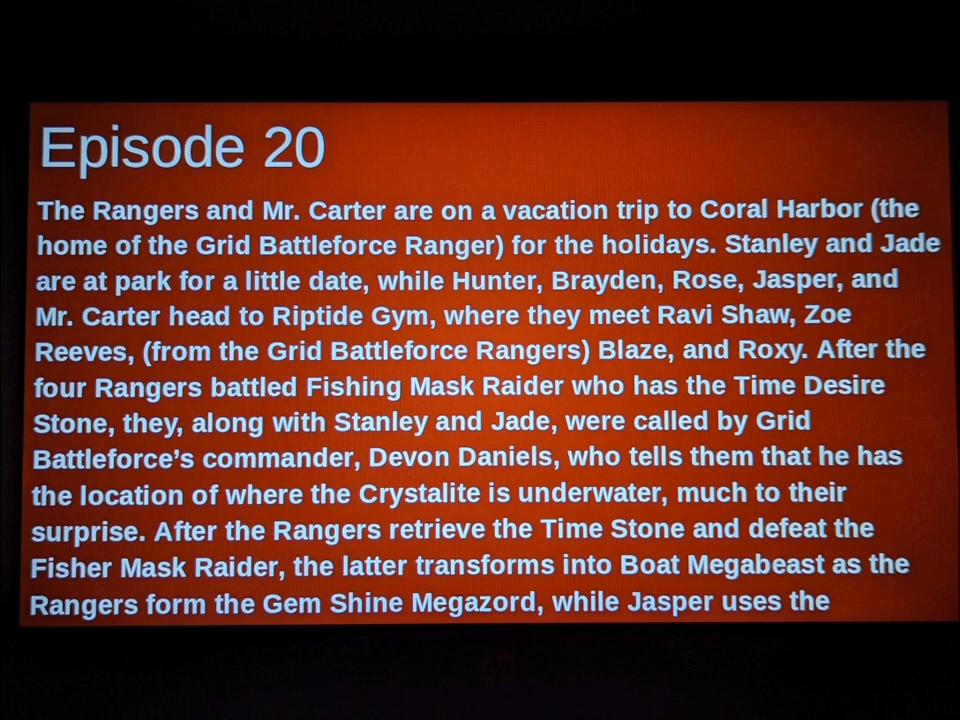 Episode 20
The Rangers and Mr. Carter are on a vacation trip to Coral Harbor (the
home of the Grid Battleforce Ranger) for the holidays. Stanley and Jade
are at park for a little date, while Hunter, Brayden, Rose, Jasper, and
Mr. Carter head to Riptide Gym, where they meet Ravi Shaw, Zoe
Reeves, (from the Grid Battleforce Rangers) Blaze, and Roxy. After the
four Rangers battled Fishing Mask Raider who has the Time Desire
Stone, they, along with Stanley and Jade, were called by Grid
Battleforce’s commander, Devon Daniels, who tells them that he has
the location of where the Crystalite is underwater, much to their
surprise. After the Rangers retrieve the Time Stone and defeat the
Fisher Mask Raider, the latter transforms into Boat Megabeast as the
Rangers form the Gem Shine Megazord, while Jasper uses the